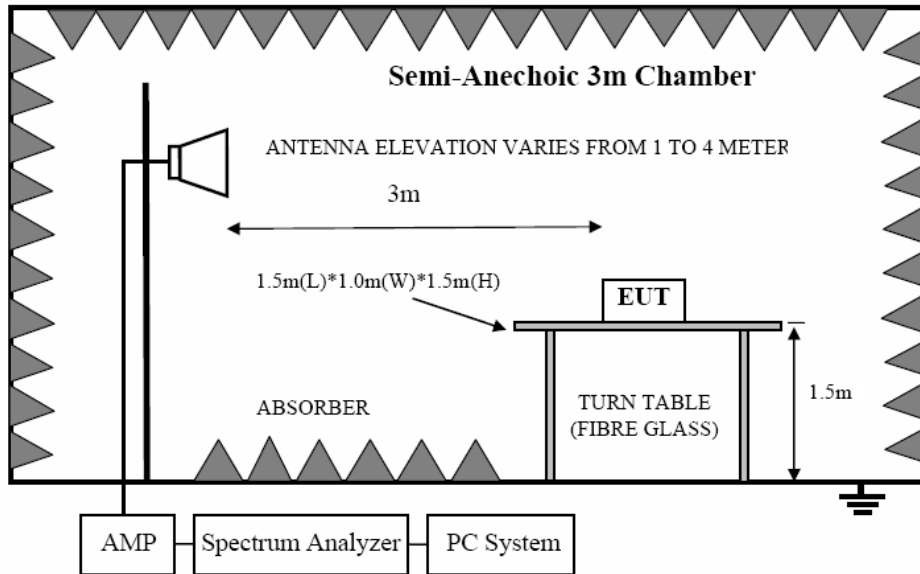 Semi-Anechoic 3m Chamber
ANTENNA ELEVATION VARIES FROM 1 TO 4 METER
3m
1.5m(L)*1.0m(W)*1.5m(H)
EUT
1.5m
ABSORBER
TURN TABLE
(FIBRE GLASS)
AMP
Spectrum Analyzer
PC System